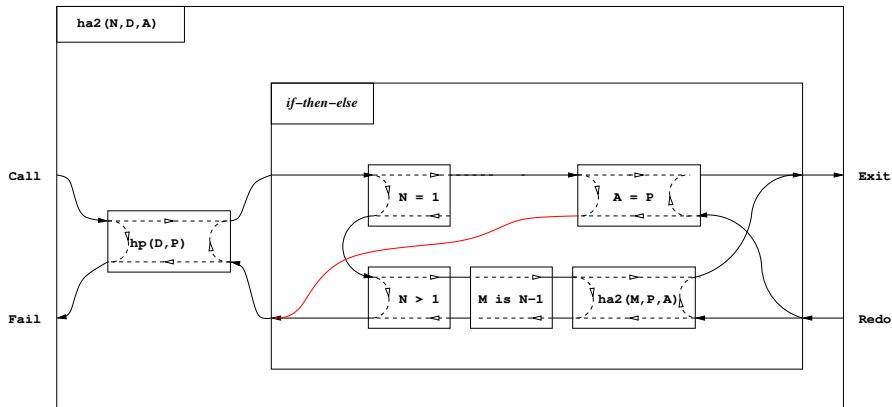 ha2(N,D,A)
if−then−else
Call
Exit
N = 1
A = P
hp(D,P)
N > 1
M is N−1
ha2(M,P,A)
Fail
Redo